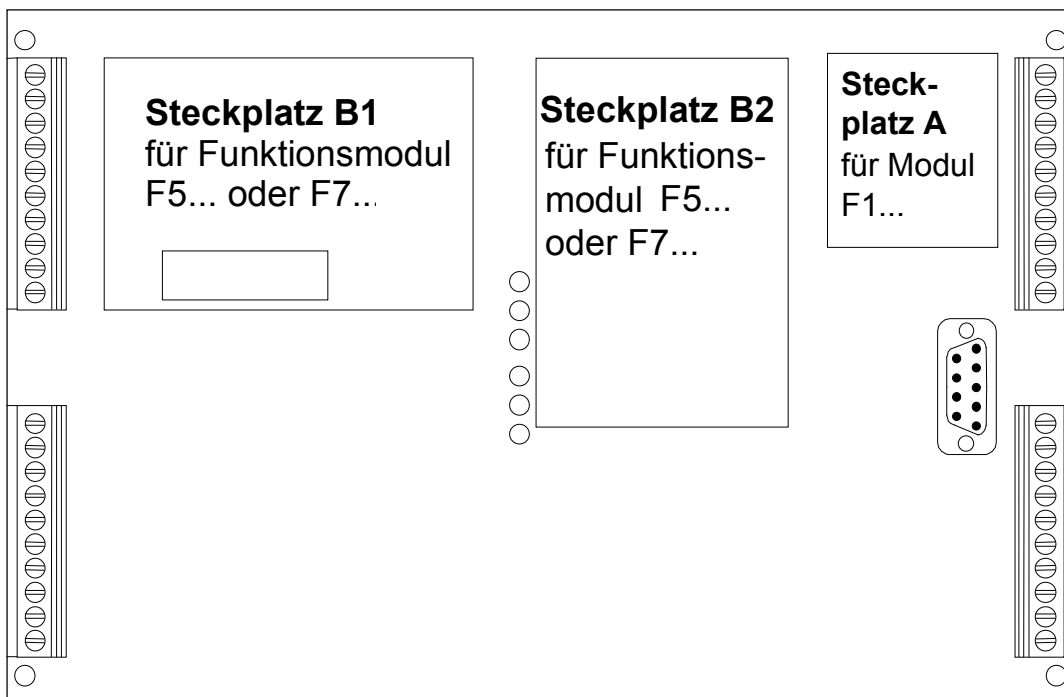 Steckplatz B1
für Funktionsmodul
F5... oder F7...
Steckplatz B2
für Funktions-
modul F5...
oder F7...
Steck-
platz A
für Modul
F1...